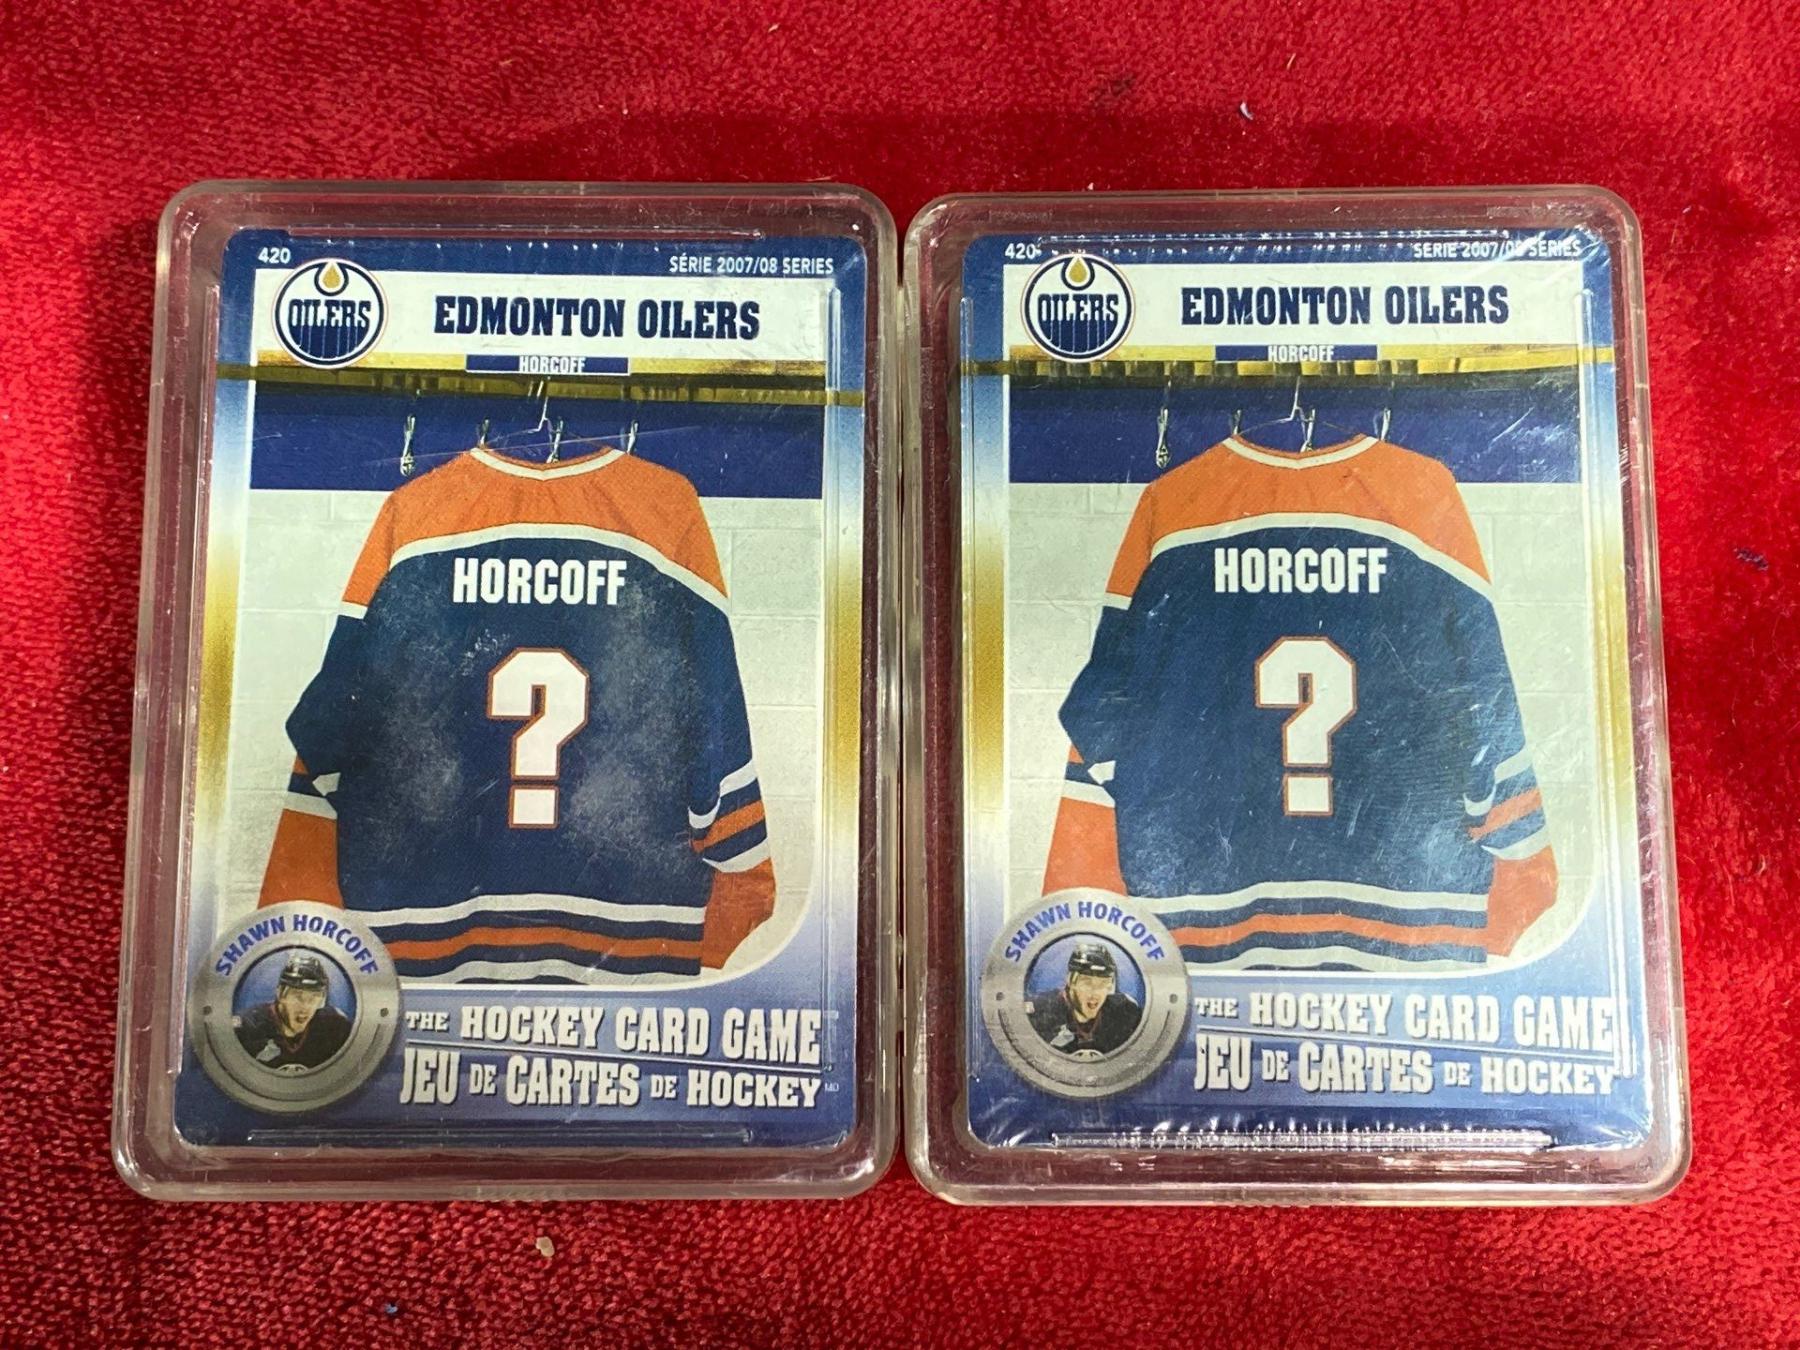 420
SÉRIE 2007/08 SERIES
OILERS
EDMONTON OILERS
HORCOFF
HORCOFF
?
SHAWN HORCOFF
THE HOCKEY CARD GAME
JEU DE CARTES DE HOCKEY MD
420
SÉRIE 2007/08 SERIES
OILERS
EDMONTON OILERS
HORCOFF
HORCOFF
?
SHAWN HORCOFF
THE HOCKEY CARD GAME
JEU DE CARTES DE HOCKEY